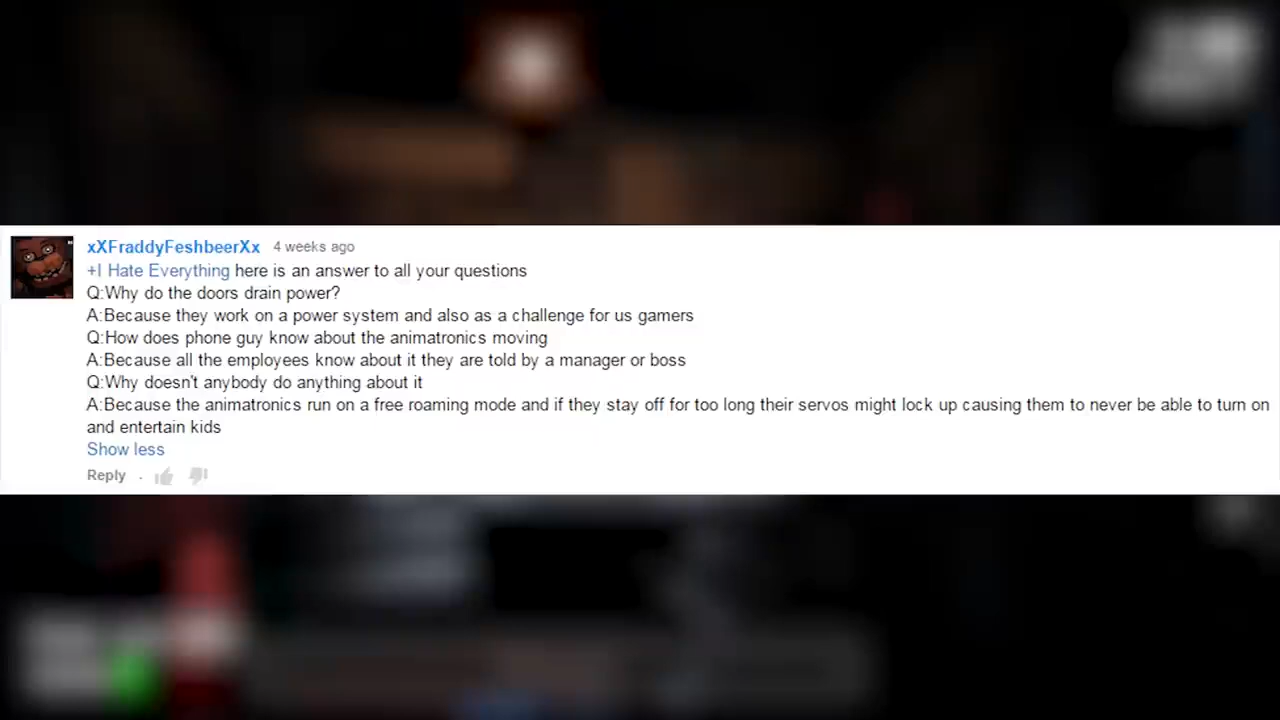 xXFraddyFeshbeerXx 4 weeks ago
+I Hate Everything here is an answer to all your questions
Q:Why do the doors drain power?
A:Because they work on a power system and also as a challenge for us gamers
Q:How does phone guy know about the animatronics moving
A:Because all the employees know about it they are told by a manager or boss
Q:Why doesn't anybody do anything about it
A:Because the animatronics run on a free roaming mode and if they stay off for too long their servos might lock up causing them to never be able to turn on
and entertain kids
Show less
Reply ·